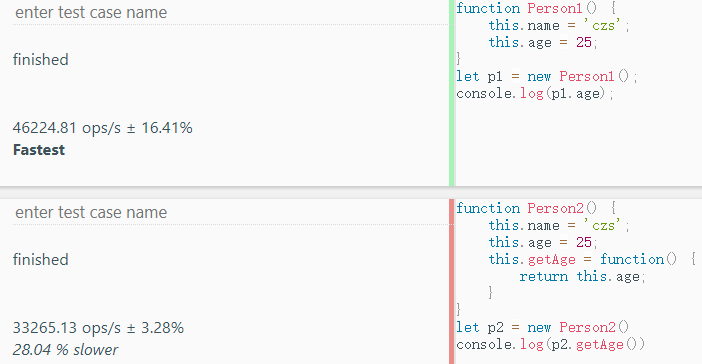 enter test case name
finished
46224.81 ops/s ± 16.41%
Fastest
function Person1() {
    this.name = 'czs';
    this.age = 25;
}
let p1 = new Person1();
console.log(p1.age);
enter test case name
finished
33265.13 ops/s ± 3.28%
28.04 % slower
function Person2() {
    this.name = 'czs';
    this.age = 25;
    this.getAge = function() {
        return this.age;
    }
}
let p2 = new Person2()
console.log(p2.getAge())